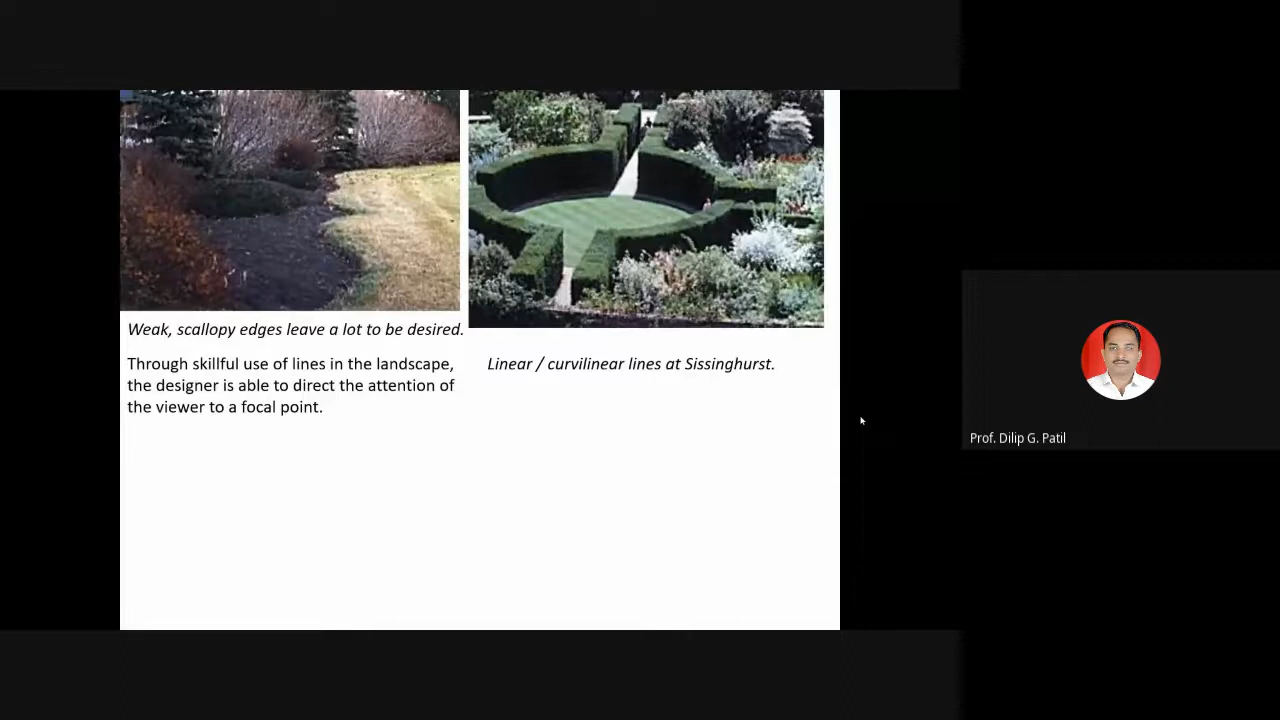 Weak, scallopy edges leave a lot to be desired.
Through skillful use of lines in the landscape,
the designer is able to direct the attention of
the viewer to a focal point.
Linear / curvilinear lines at Sissinghurst.
Prof. Dilip G. Patil